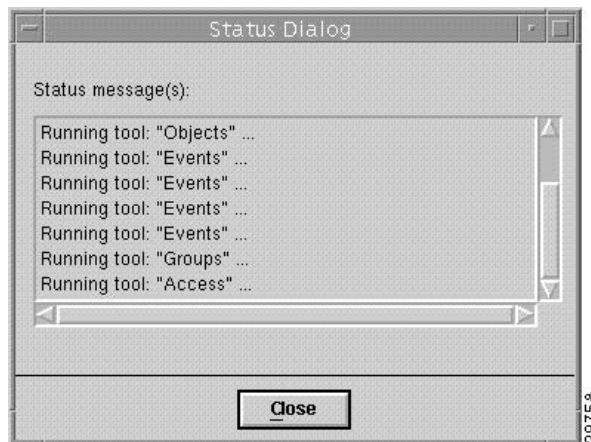 Status Dialog
Status message(s):
Running tool: "Objects" ...
Running tool: "Events" ...
Running tool: "Events" ...
Running tool: "Events" ...
Running tool: "Events" ...
Running tool: "Groups" ...
Running tool: "Access" ...
Close